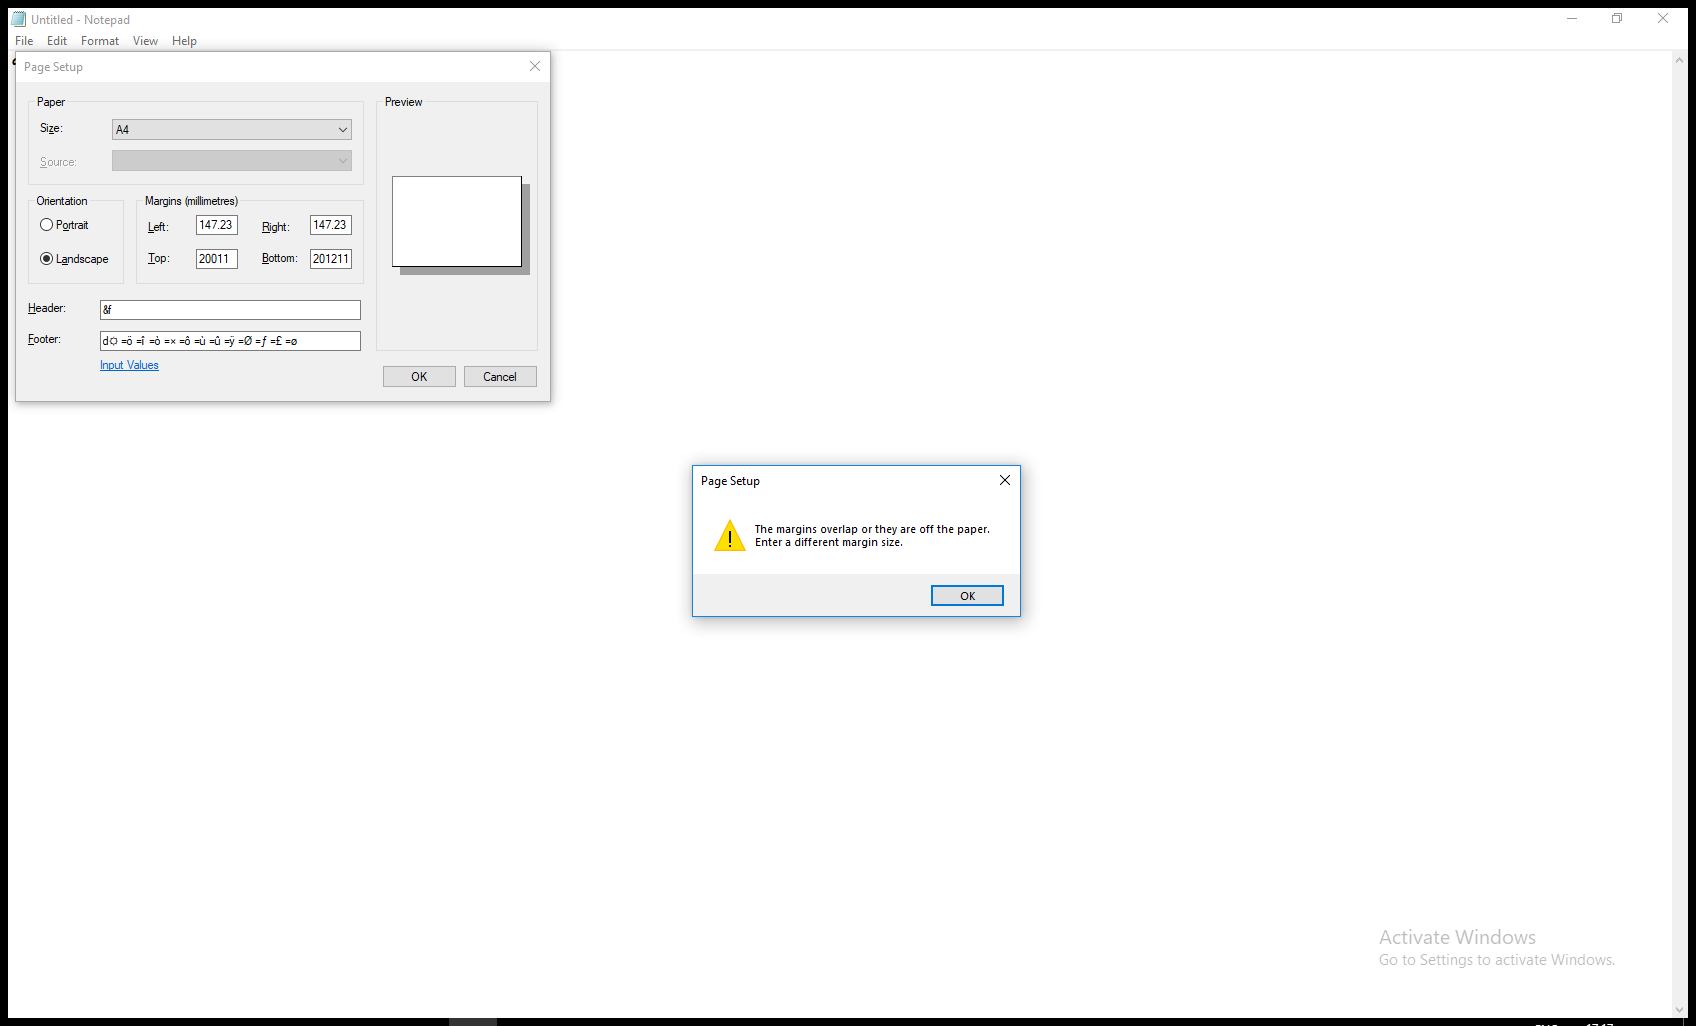 Untitled - Notepad
File Edit Format View Help
Page Setup
Paper
Size: A4
Source:
Orientation
Portrait
Landscape
Margins (millimetres)
Left: 147.23 Right: 147.23
Top: 20011 Bottom: 201211
Preview
Header: &f
Footer: d☼ =ö =î =ò =× =ô =ù =û =ÿ =Ø =ƒ =£ =ø
Input Values
OK Cancel
Page Setup
The margins overlap or they are off the paper.
Enter a different margin size.
OK
Activate Windows
Go to Settings to activate Windows.